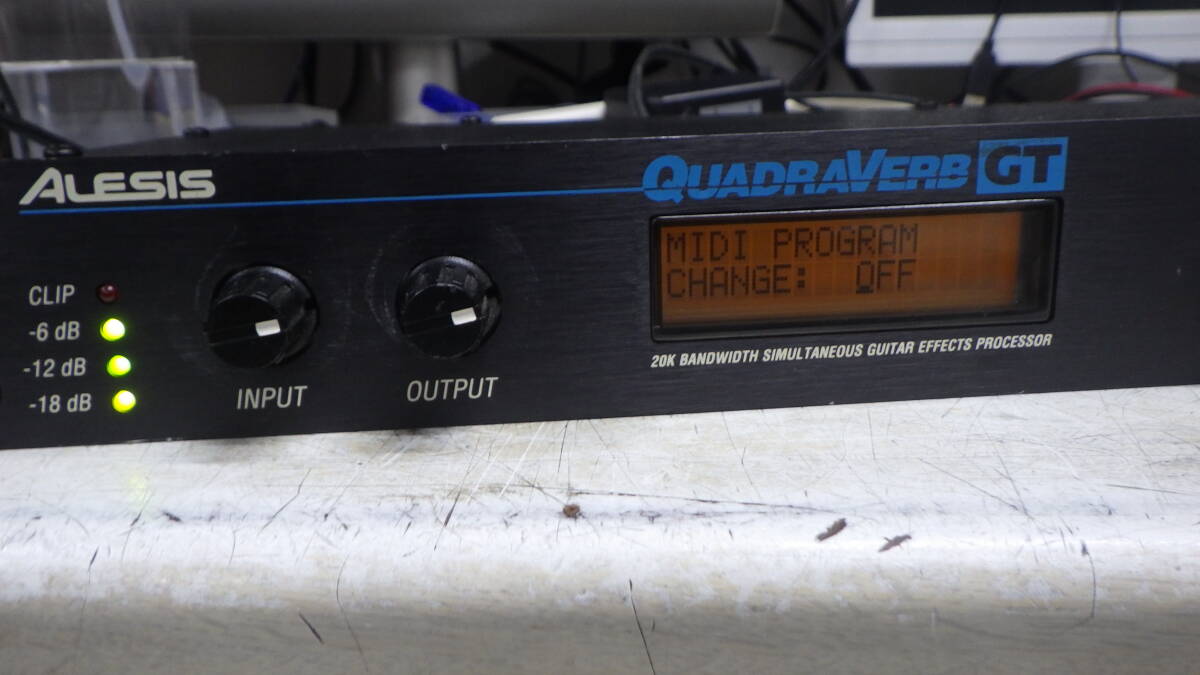 ALESIS
QUADRAVERB GT
MIDI PROGRAM
CHANGE: OFF
20K BANDWIDTH SIMULTANEOUS GUITAR EFFECTS PROCESSOR
CLIP
-6 dB
-12 dB
-18 dB
INPUT
OUTPUT